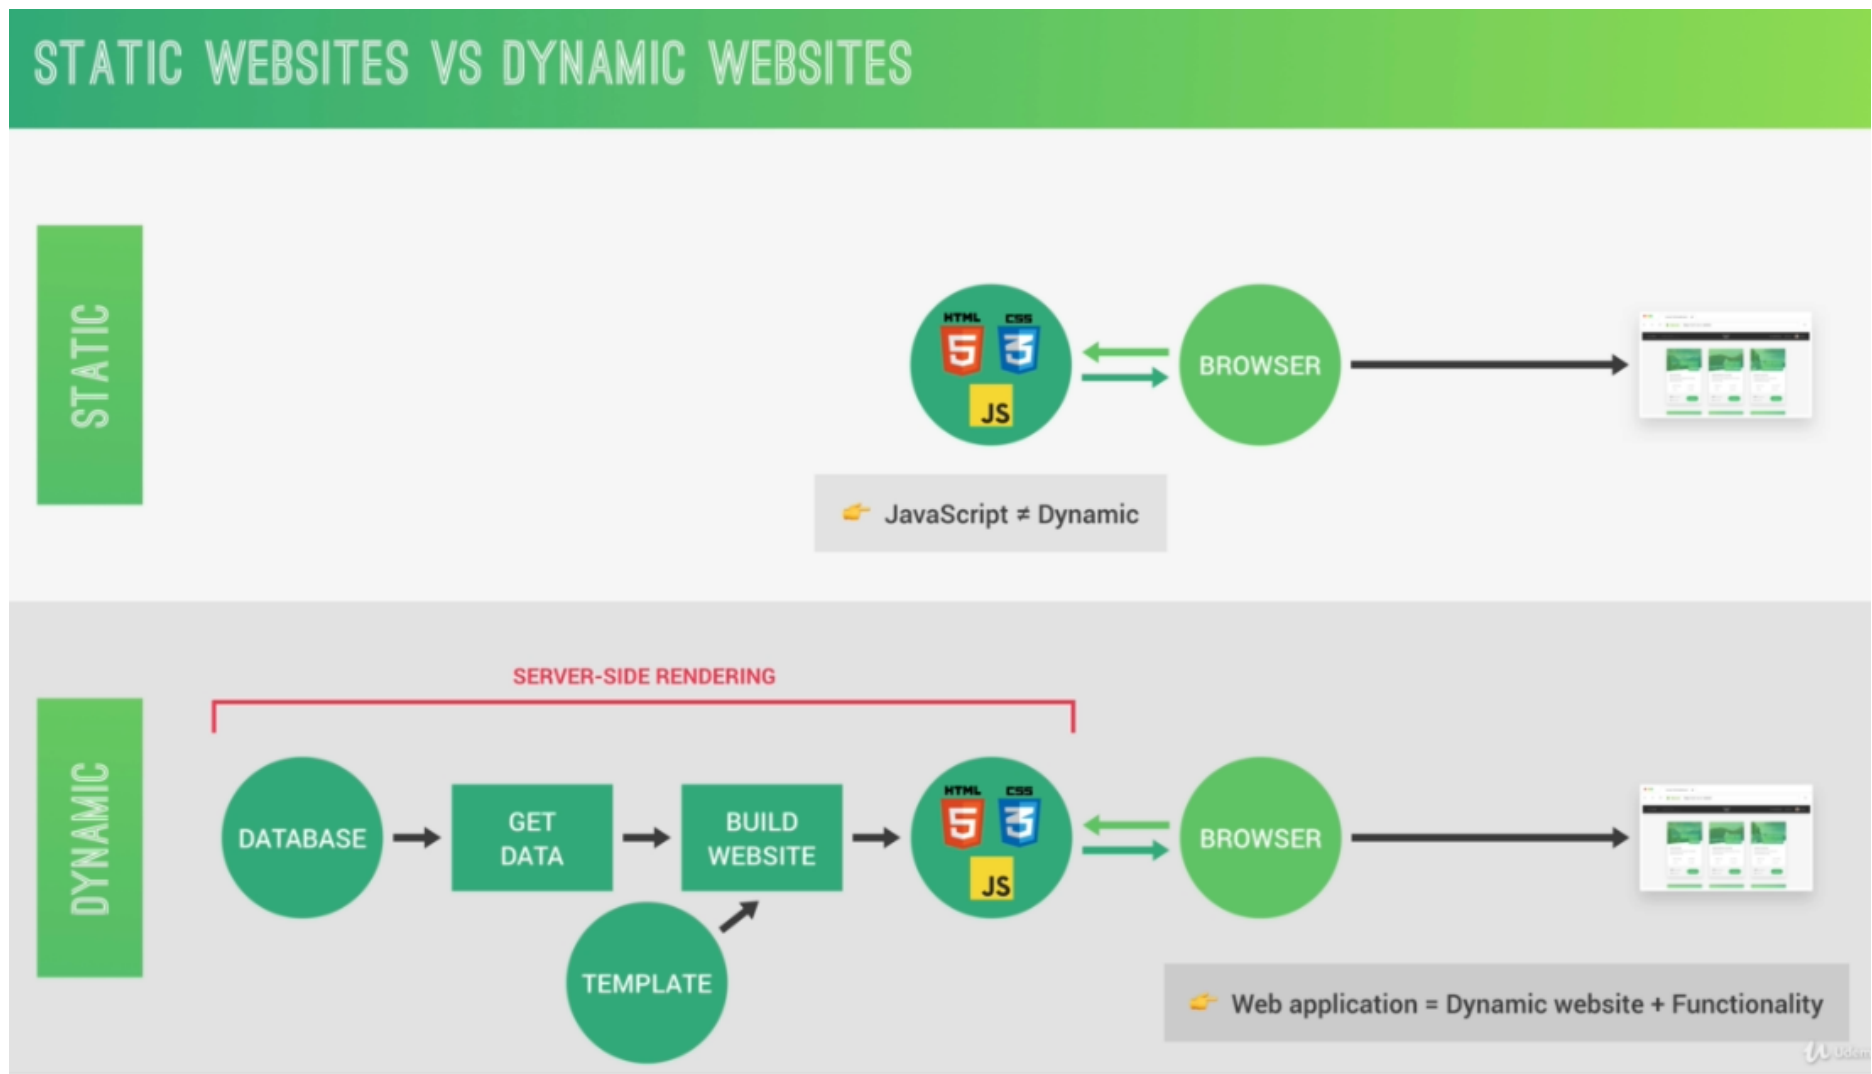 STATIC WEBSITES VS DYNAMIC WEBSITES
STATIC
HTML CSS
5 3
JS
BROWSER
👉 JavaScript ≠ Dynamic
SERVER-SIDE RENDERING
DYNAMIC
DATABASE
GET
DATA
BUILD
WEBSITE
TEMPLATE
HTML CSS
5 3
JS
BROWSER
👉 Web application = Dynamic website + Functionality